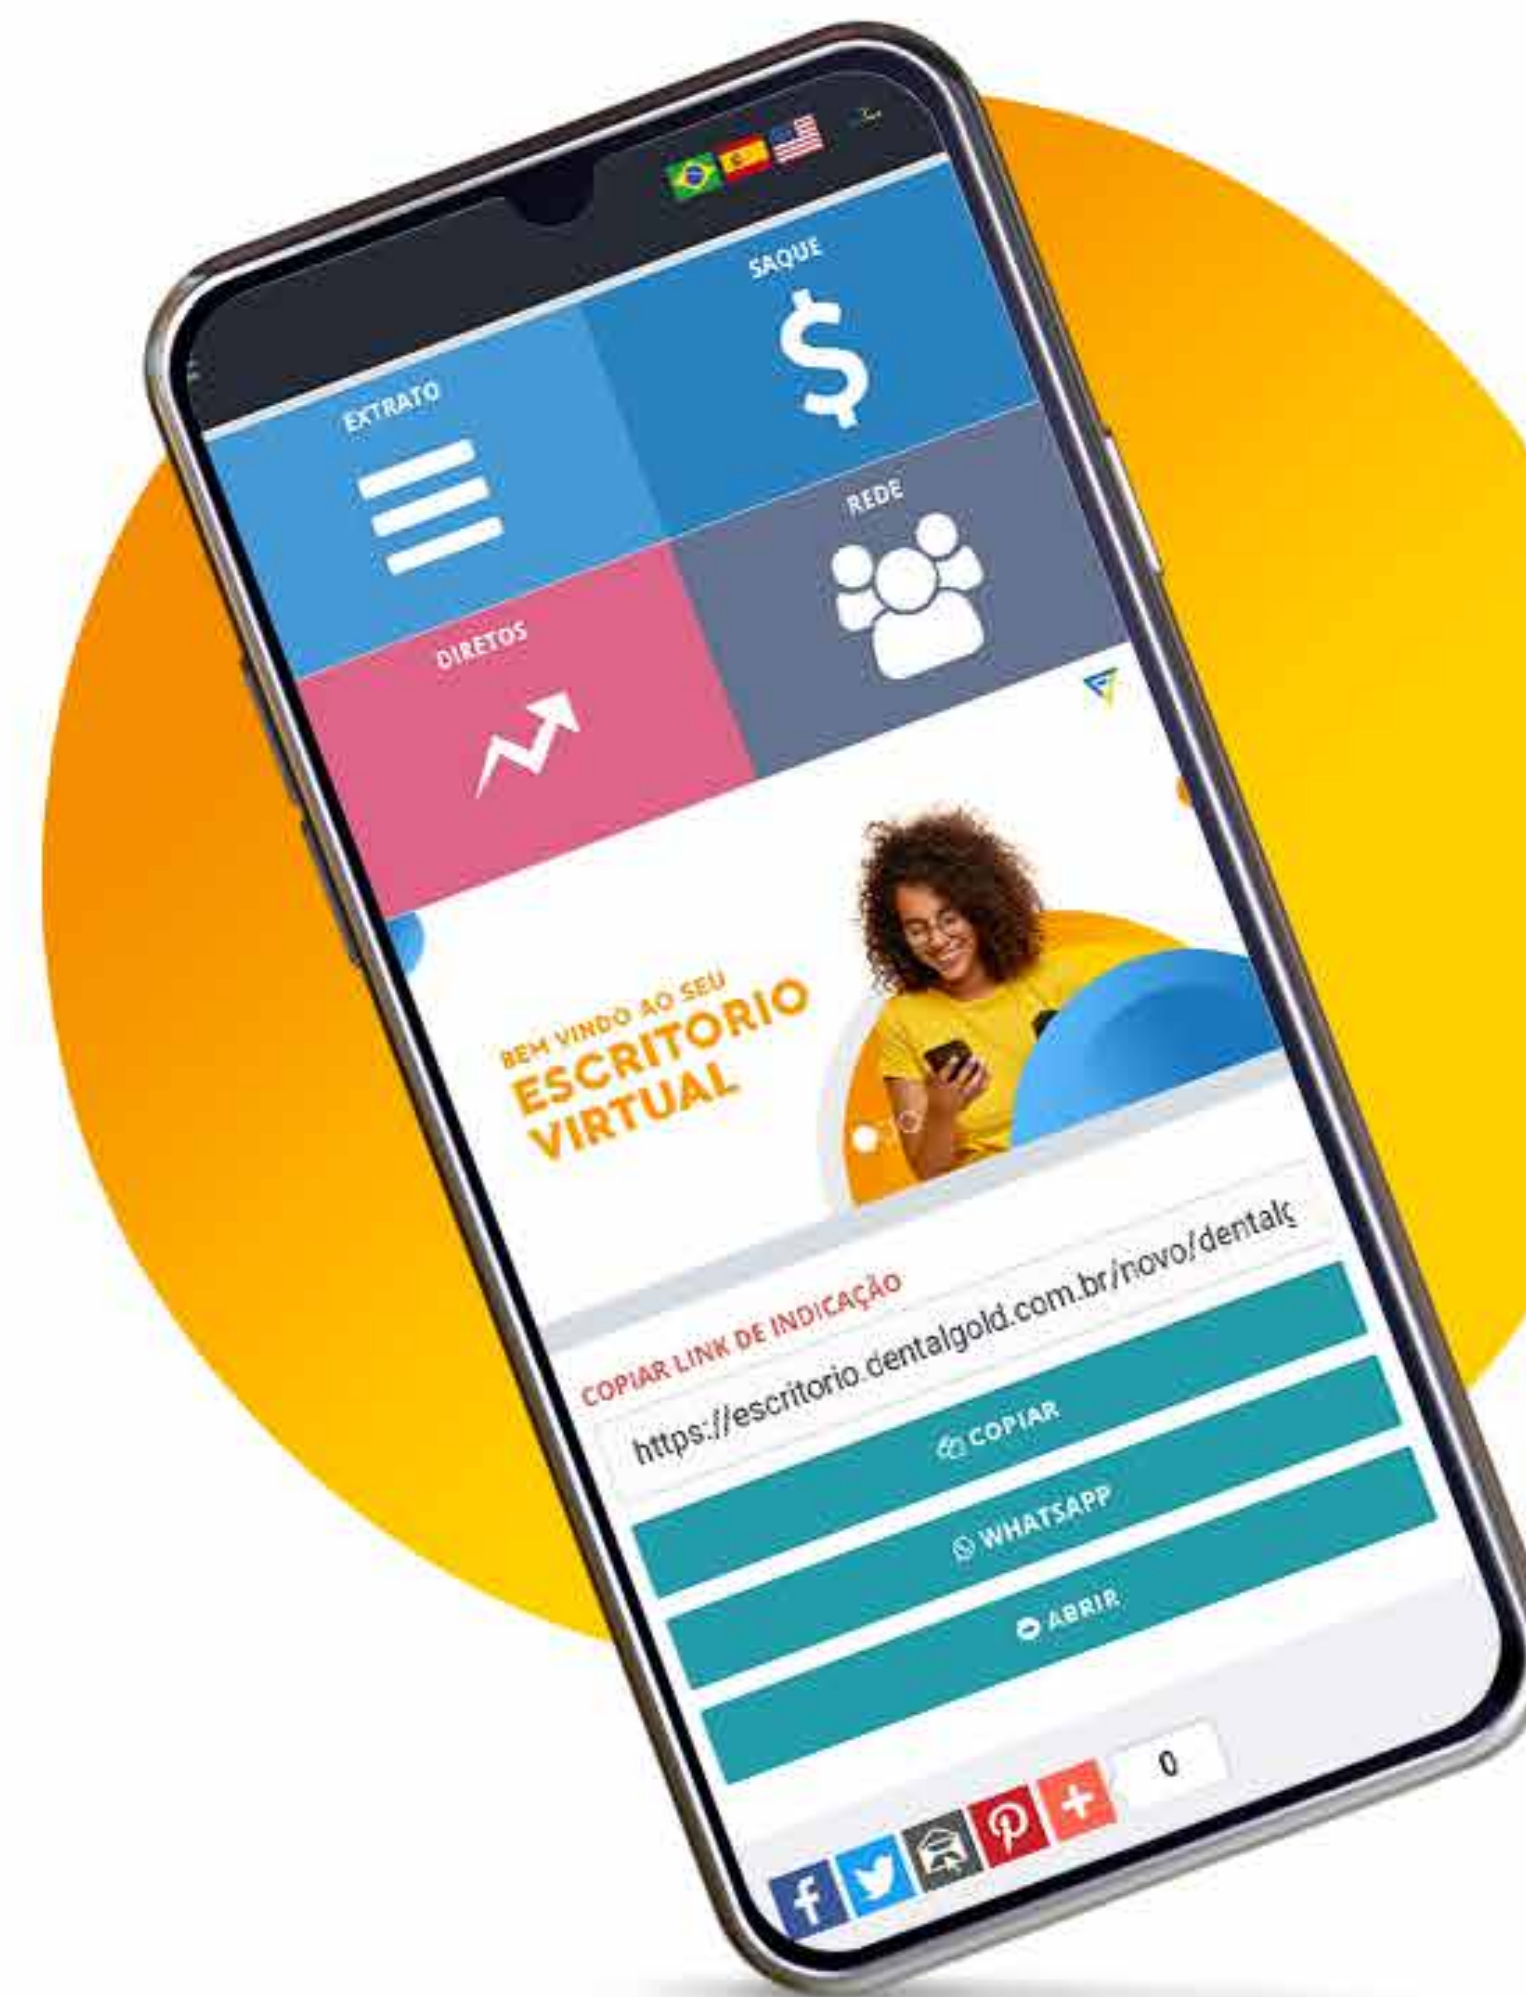 SAQUE
EXTRATO
REDE
DIRETOS
BEM VINDO AO SEU
ESCRITORIO
VIRTUAL
COPIAR LINK DE INDICAÇÃO
https://escritorio.dentalgold.com.br/novo/dental
COPIAR
WHATSAPP
ABRIR
0